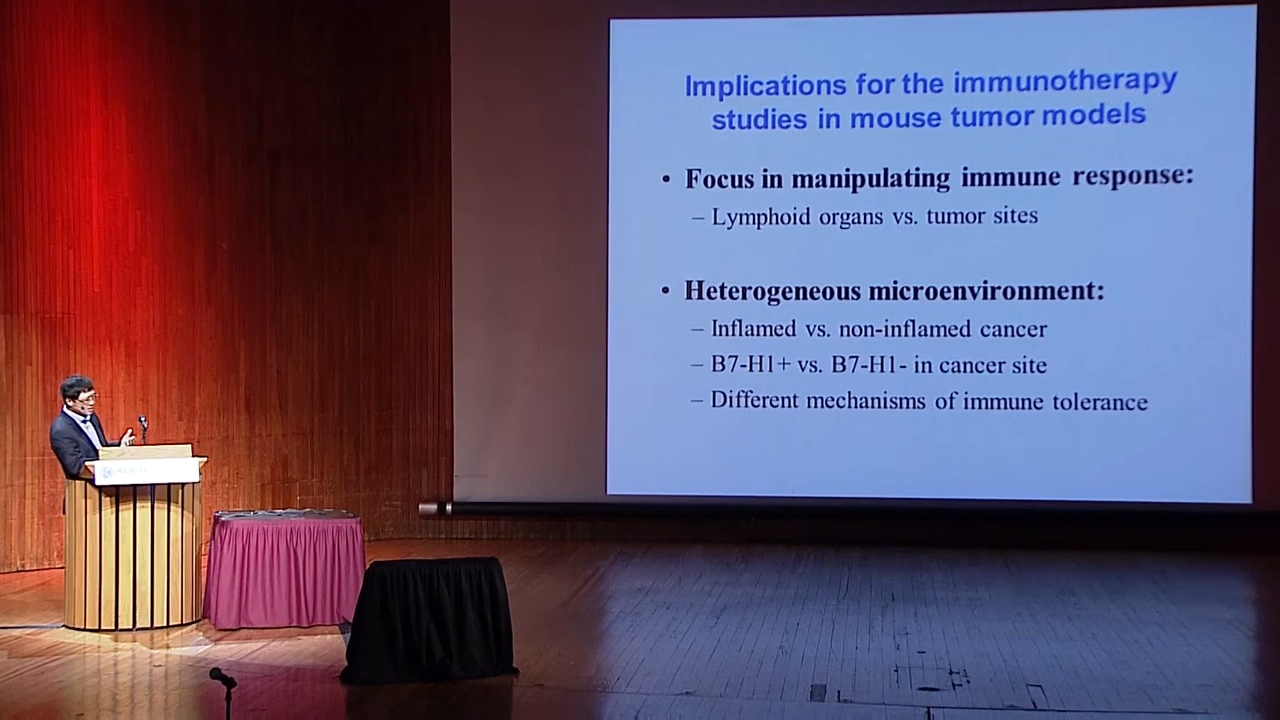 Implications for the immunotherapy
studies in mouse tumor models
• Focus in manipulating immune response:
– Lymphoid organs vs. tumor sites
• Heterogeneous microenvironment:
– Inflamed vs. non-inflamed cancer
– B7-H1+ vs. B7-H1- in cancer site
– Different mechanisms of immune tolerance
KOCH